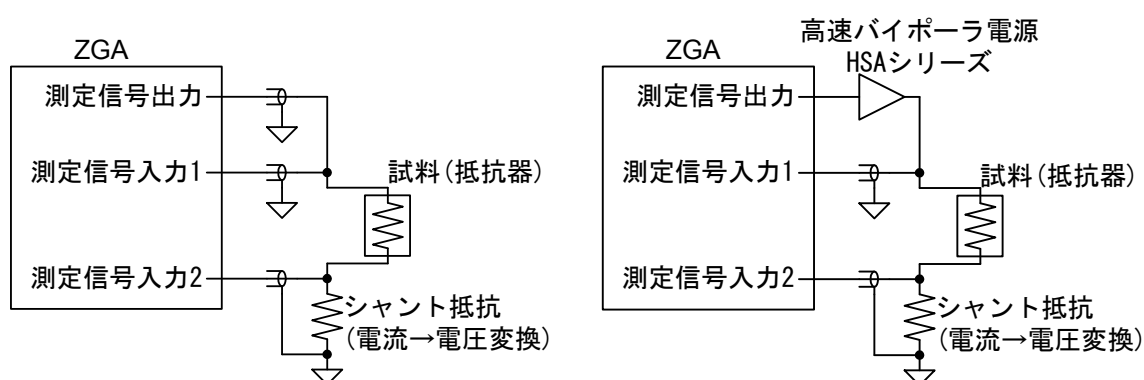 ZGA
測定信号出力
測定信号入力1
試料(抵抗器)
測定信号入力2
シャント抵抗
(電流→電圧変換)
高速バイポーラ電源
HSAシリーズ
ZGA
測定信号出力
測定信号入力1
試料(抵抗器)
測定信号入力2
シャント抵抗
(電流→電圧変換)